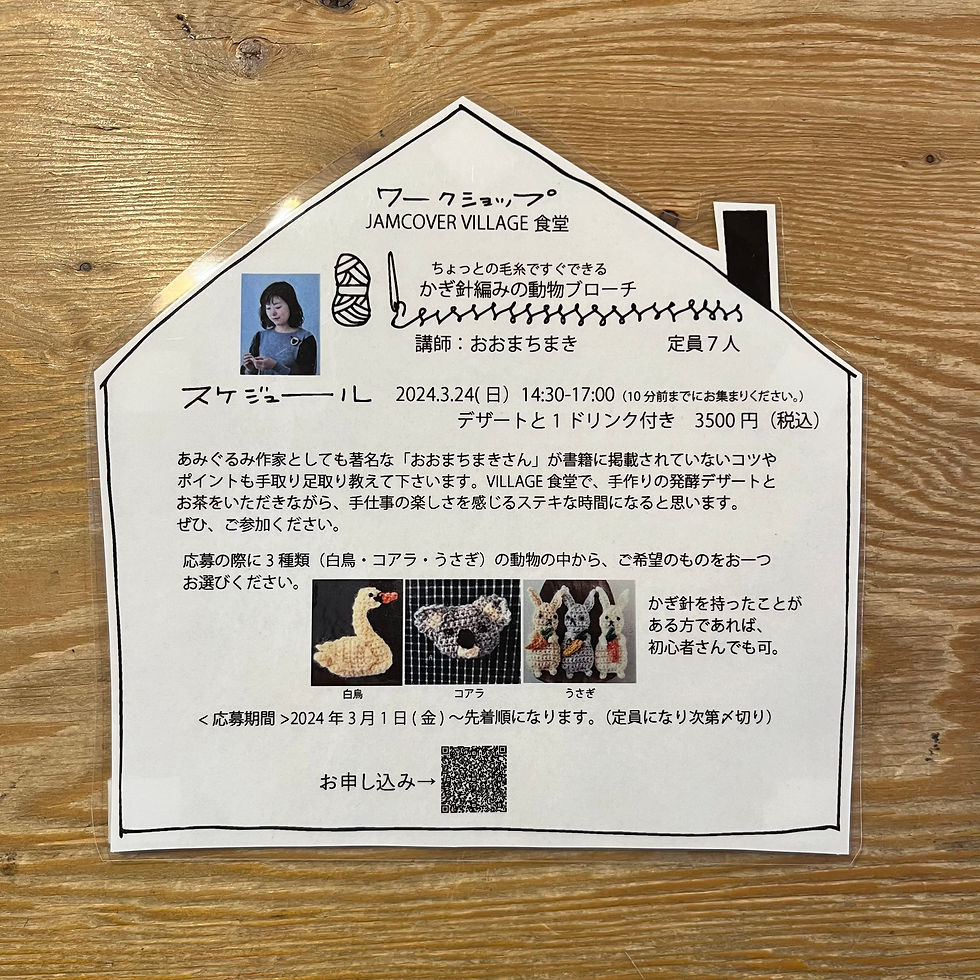 ワークショップ
JAMCOVER VILLAGE 食堂
ちょっとの毛糸ですぐできる
かぎ針編みの動物ブローチ
講師：おおまちまき　定員７人
スケジュール　2024.3.24(日) 14:30-17:00（10分前までにお集まりください。）
デザートと1ドリンク付き　3500円（税込）
あみぐるみ作家としても著名な「おおまちまきさん」が書籍に掲載されていないコツや
ポイントも手取り足取り教えて下さいます。VILLAGE 食堂で、手作りの発酵デザートと
お茶をいただきながら、手仕事の楽しさを感じるステキな時間になると思います。
ぜひ、ご参加ください。
応募の際に3種類（白鳥・コアラ・うさぎ）の動物の中から、ご希望のものをお一つ
お選びください。
かぎ針を持ったことが
ある方であれば、
初心者さんでも可。
白鳥　コアラ　うさぎ
<応募期間>2024年3月1日(金)～先着順になります。（定員になり次第〆切り）
お申し込み→